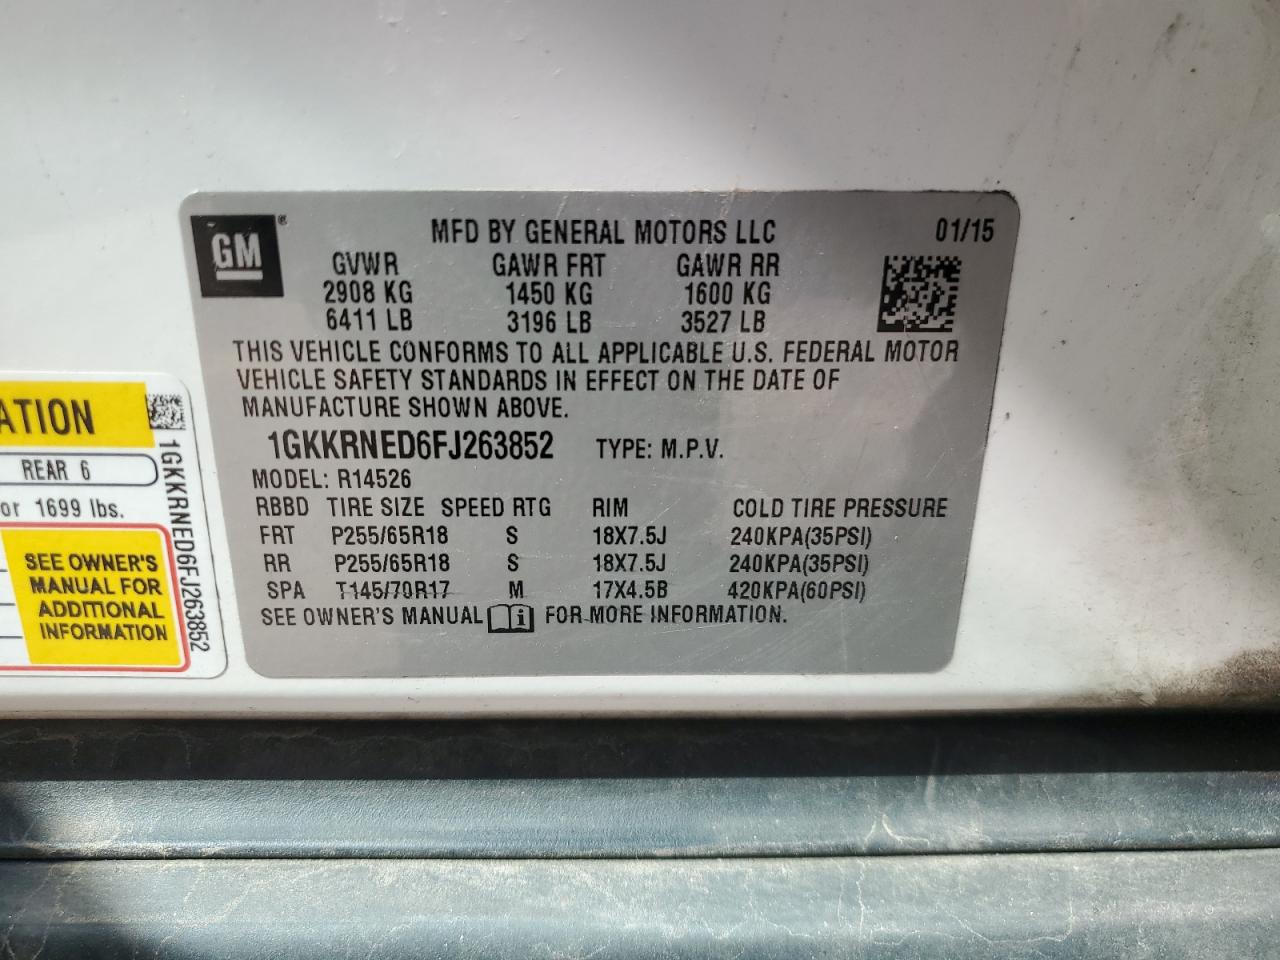 GM ®
MFD BY GENERAL MOTORS LLC 01/15
GVWR GAWR FRT GAWR RR
2908 KG 1450 KG 1600 KG
6411 LB 3196 LB 3527 LB
THIS VEHICLE CONFORMS TO ALL APPLICABLE U.S. FEDERAL MOTOR
VEHICLE SAFETY STANDARDS IN EFFECT ON THE DATE OF
MANUFACTURE SHOWN ABOVE.
1GKKRNED6FJ263852 TYPE: M.P.V.
MODEL: R14526
RBBD TIRE SIZE SPEED RTG RIM COLD TIRE PRESSURE
FRT P255/65R18 S 18X7.5J 240KPA(35PSI)
RR P255/65R18 S 18X7.5J 240KPA(35PSI)
SPA T145/70R17 M 17X4.5B 420KPA(60PSI)
SEE OWNER'S MANUAL i FOR MORE INFORMATION.
ATION
REAR 6
or 1699 lbs.
SEE OWNER'S
MANUAL FOR
ADDITIONAL
INFORMATION
1GKKRNED6FJ263852